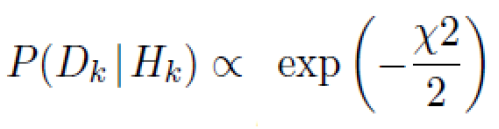 P(D_k | H_k) ∝ exp(−χ2/2)